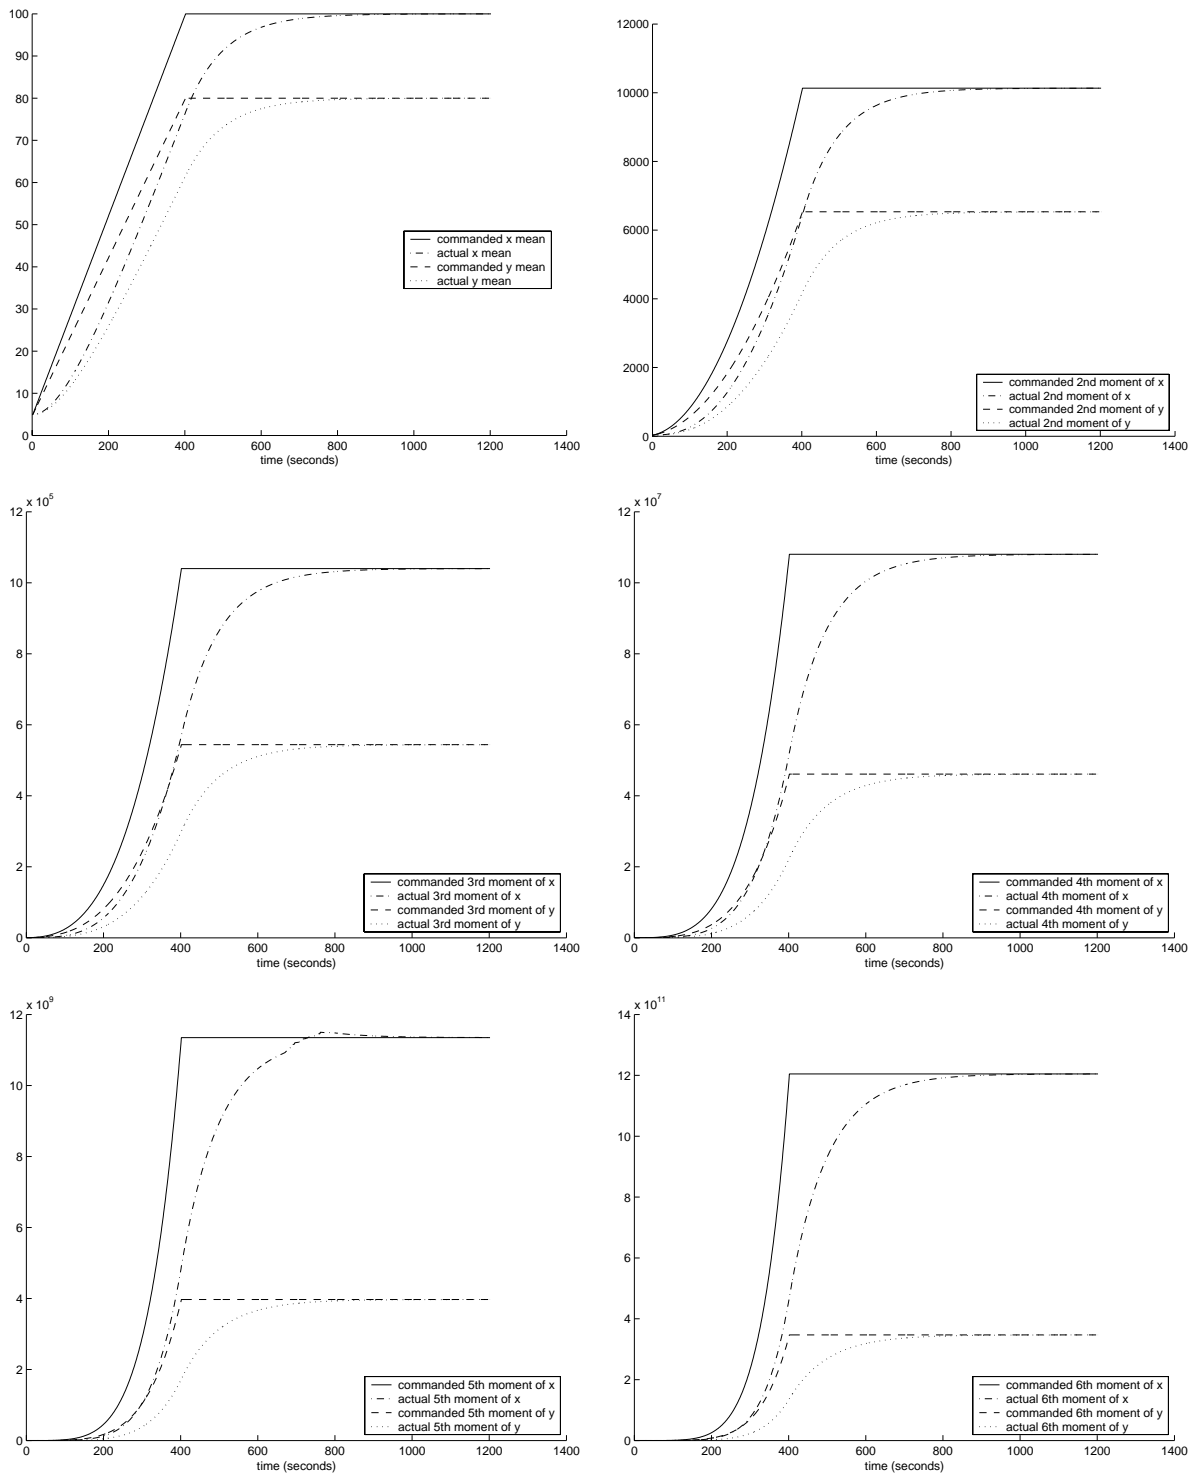 100
90
80
70
60
50
40
30
20
10
0
0 200 400 600 800 1000 1200 1400
time (seconds)
commanded x mean
actual x mean
commanded y mean
actual y mean
12000
10000
8000
6000
4000
2000
0
0 200 400 600 800 1000 1200 1400
time (seconds)
commanded 2nd moment of x
actual 2nd moment of x
commanded 2nd moment of y
actual 2nd moment of y
x 10^5
12
10
8
6
4
2
0
0 200 400 600 800 1000 1200 1400
time (seconds)
commanded 3rd moment of x
actual 3rd moment of x
commanded 3rd moment of y
actual 3rd moment of y
x 10^7
12
10
8
6
4
2
0
0 200 400 600 800 1000 1200 1400
time (seconds)
commanded 4th moment of x
actual 4th moment of x
commanded 4th moment of y
actual 4th moment of y
x 10^9
12
10
8
6
4
2
0
0 200 400 600 800 1000 1200 1400
time (seconds)
commanded 5th moment of x
actual 5th moment of x
commanded 5th moment of y
actual 5th moment of y
x 10^11
14
12
10
8
6
4
2
0
0 200 400 600 800 1000 1200 1400
time (seconds)
commanded 6th moment of x
actual 6th moment of x
commanded 6th moment of y
actual 6th moment of y